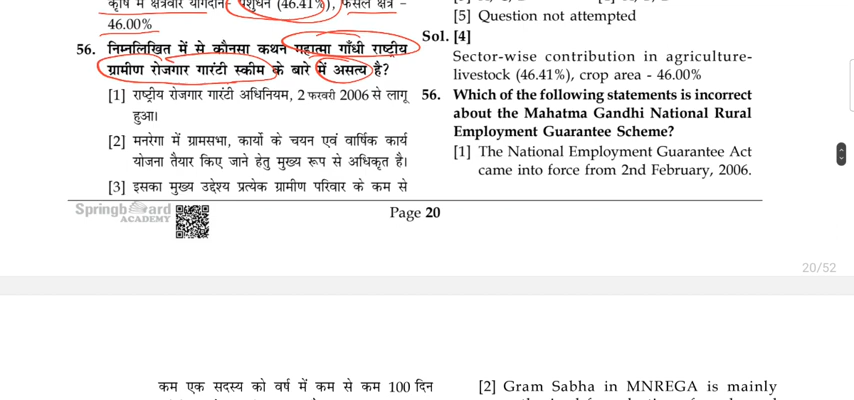 कृषि में क्षेत्रवार योगदान- पशुधन (46.41%), फसल क्षेत्र -
46.00%
56. निम्नलिखित में से कौनसा कथन महात्मा गाँधी राष्ट्रीय
ग्रामीण रोजगार गारंटी स्कीम के बारे में असत्य है?
[1] राष्ट्रीय रोजगार गारंटी अधिनियम, 2 फरवरी 2006 से लागू
हुआ।
[2] मनरेगा में ग्रामसभा, कार्यो के चयन एवं वार्षिक कार्य
योजना तैयार किए जाने हेतु मुख्य रूप से अधिकृत है।
[3] इसका मुख्य उद्देश्य प्रत्येक ग्रामीण परिवार के कम से
[5] Question not attempted
Sol. [4]
Sector-wise contribution in agriculture-
livestock (46.41%), crop area - 46.00%
56. Which of the following statements is incorrect
about the Mahatma Gandhi National Rural
Employment Guarantee Scheme?
[1] The National Employment Guarantee Act
came into force from 2nd February, 2006.
Springboard
ACADEMY
Page 20
20/52
कम एक सदस्य को वर्ष में कम से कम 100 दिन
[2] Gram Sabha in MNREGA is mainly